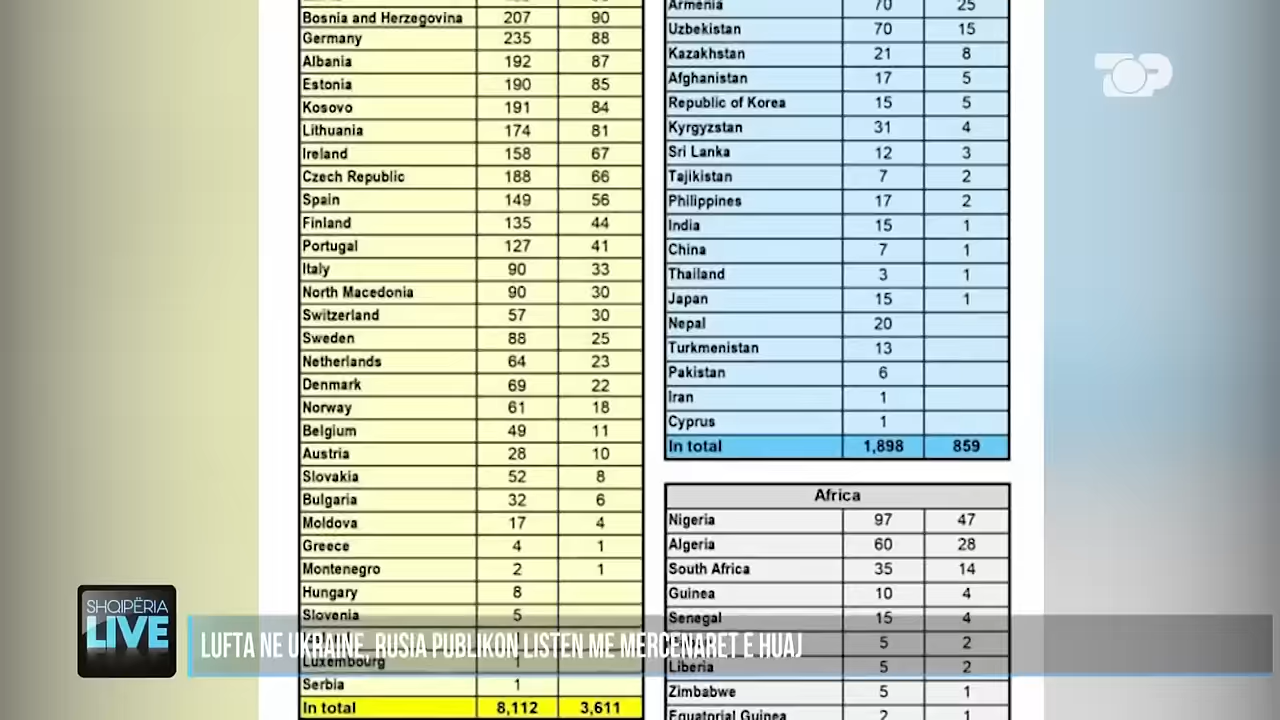 Bosnia and Herzegovina 207 90
Germany 235 88
Albania 192 87
Estonia 190 85
Kosovo 191 84
Lithuania 174 81
Ireland 158 67
Czech Republic 188 66
Spain 149 56
Finland 135 44
Portugal 127 41
Italy 90 33
North Macedonia 90 30
Switzerland 57 30
Sweden 88 25
Netherlands 64 23
Denmark 69 22
Norway 61 18
Belgium 49 11
Austria 28 10
Slovakia 52 8
Bulgaria 32 6
Moldova 17 4
Greece 4 1
Montenegro 2 1
Hungary 8
Slovenia 5
Luxembourg 1
Serbia 1
In total 8,112 3,611
Armenia 70 25
Uzbekistan 70 15
Kazakhstan 21 8
Afghanistan 17 5
Republic of Korea 15 5
Kyrgyzstan 31 4
Sri Lanka 12 3
Tajikistan 7 2
Philippines 17 2
India 15 1
China 7 1
Thailand 3 1
Japan 15 1
Nepal 20
Turkmenistan 13
Pakistan 6
Iran 1
Cyprus 1
In total 1,898 859
Africa
Nigeria 97 47
Algeria 60 28
South Africa 35 14
Guinea 10 4
Senegal 15 4
5 2
Liberia 5 2
Zimbabwe 5 1
Equatorial Guinea 2 1
TOP
SHQIPËRIA
LIVE
LUFTA NE UKRAINE, RUSIA PUBLIKON LISTEN ME MERCENARET E HUAJ